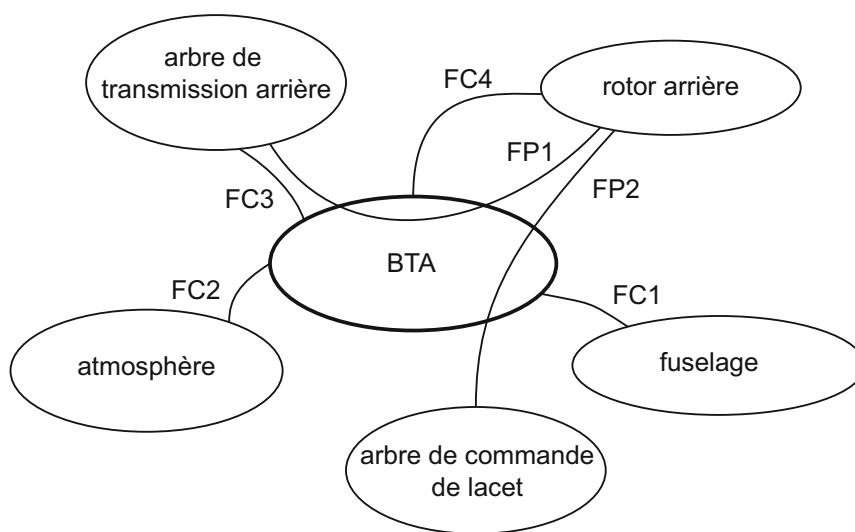 arbre de
transmission arrière
FC4
rotor arrière
FP1
FP2
FC3
BTA
FC2
FC1
atmosphère
fuselage
arbre de commande
de lacet